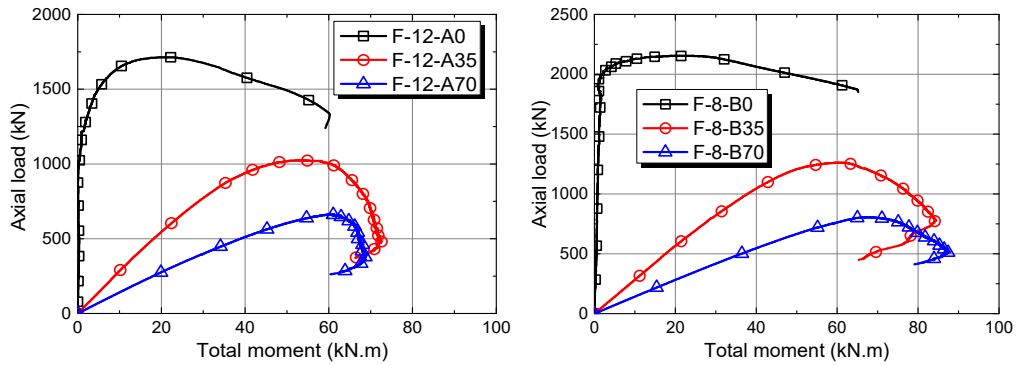 2000
1500
1000
500
0
Axial load (kN)
0 20 40 60 80 100
Total moment (kN.m)
F-12-A0
F-12-A35
F-12-A70
2500
2000
1500
1000
500
0
Axial load (kN)
0 20 40 60 80 100
Total moment (kN.m)
F-8-B0
F-8-B35
F-8-B70